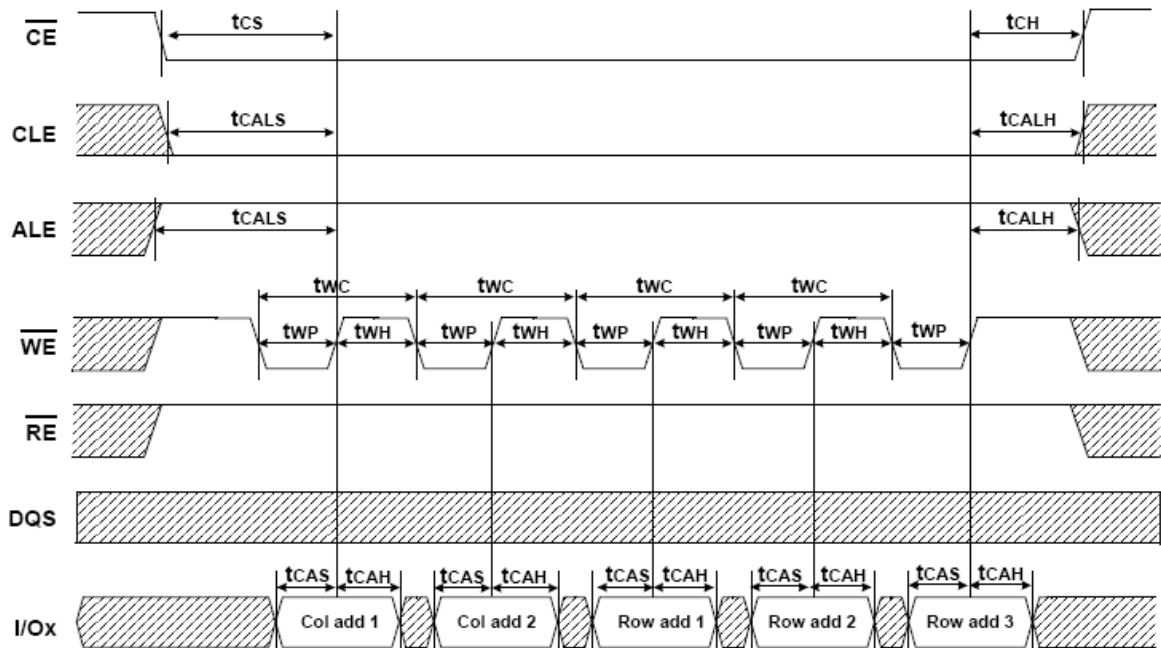 CE tCS tCH
CLE tCALS tCALH
ALE tCALS tCALH
tWC tWC tWC tWC
WE tWP tWH tWP tWH tWP tWH tWP tWH tWP
RE
DQS
tCAS tCAH tCAS tCAH tCAS tCAH tCAS tCAH tCAS tCAH
I/Ox Col add 1 Col add 2 Row add 1 Row add 2 Row add 3